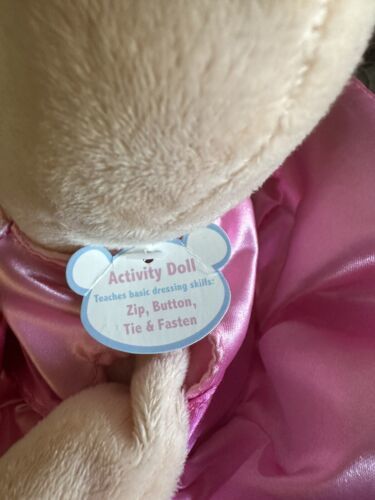 Activity Doll
Teaches basic dressing skills:
Zip, Button,
Tie & Fasten